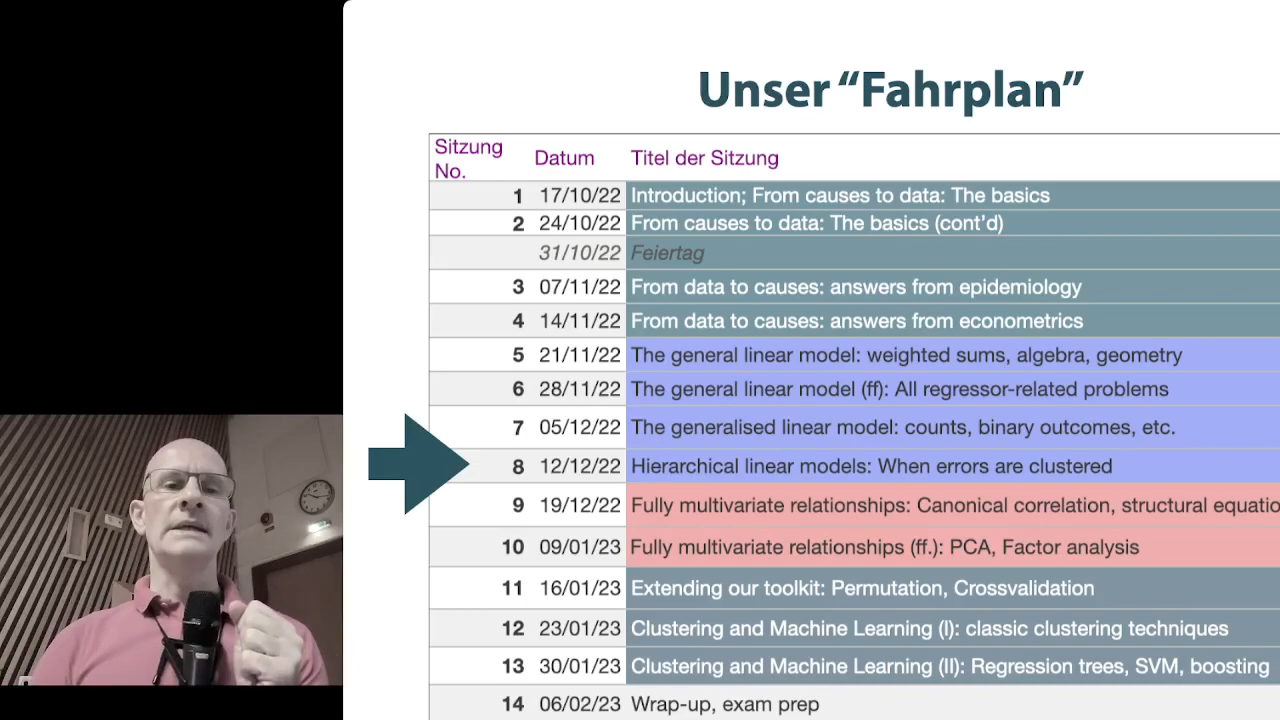 Unser “Fahrplan”
Sitzung No. Datum Titel der Sitzung
1 17/10/22 Introduction; From causes to data: The basics
2 24/10/22 From causes to data: The basics (cont’d)
31/10/22 Feiertag
3 07/11/22 From data to causes: answers from epidemiology
4 14/11/22 From data to causes: answers from econometrics
5 21/11/22 The general linear model: weighted sums, algebra, geometry
6 28/11/22 The general linear model (ff): All regressor-related problems
7 05/12/22 The generalised linear model: counts, binary outcomes, etc.
8 12/12/22 Hierarchical linear models: When errors are clustered
9 19/12/22 Fully multivariate relationships: Canonical correlation, structural equatio
10 09/01/23 Fully multivariate relationships (ff.): PCA, Factor analysis
11 16/01/23 Extending our toolkit: Permutation, Crossvalidation
12 23/01/23 Clustering and Machine Learning (I): classic clustering techniques
13 30/01/23 Clustering and Machine Learning (II): Regression trees, SVM, boosting
14 06/02/23 Wrap-up, exam prep